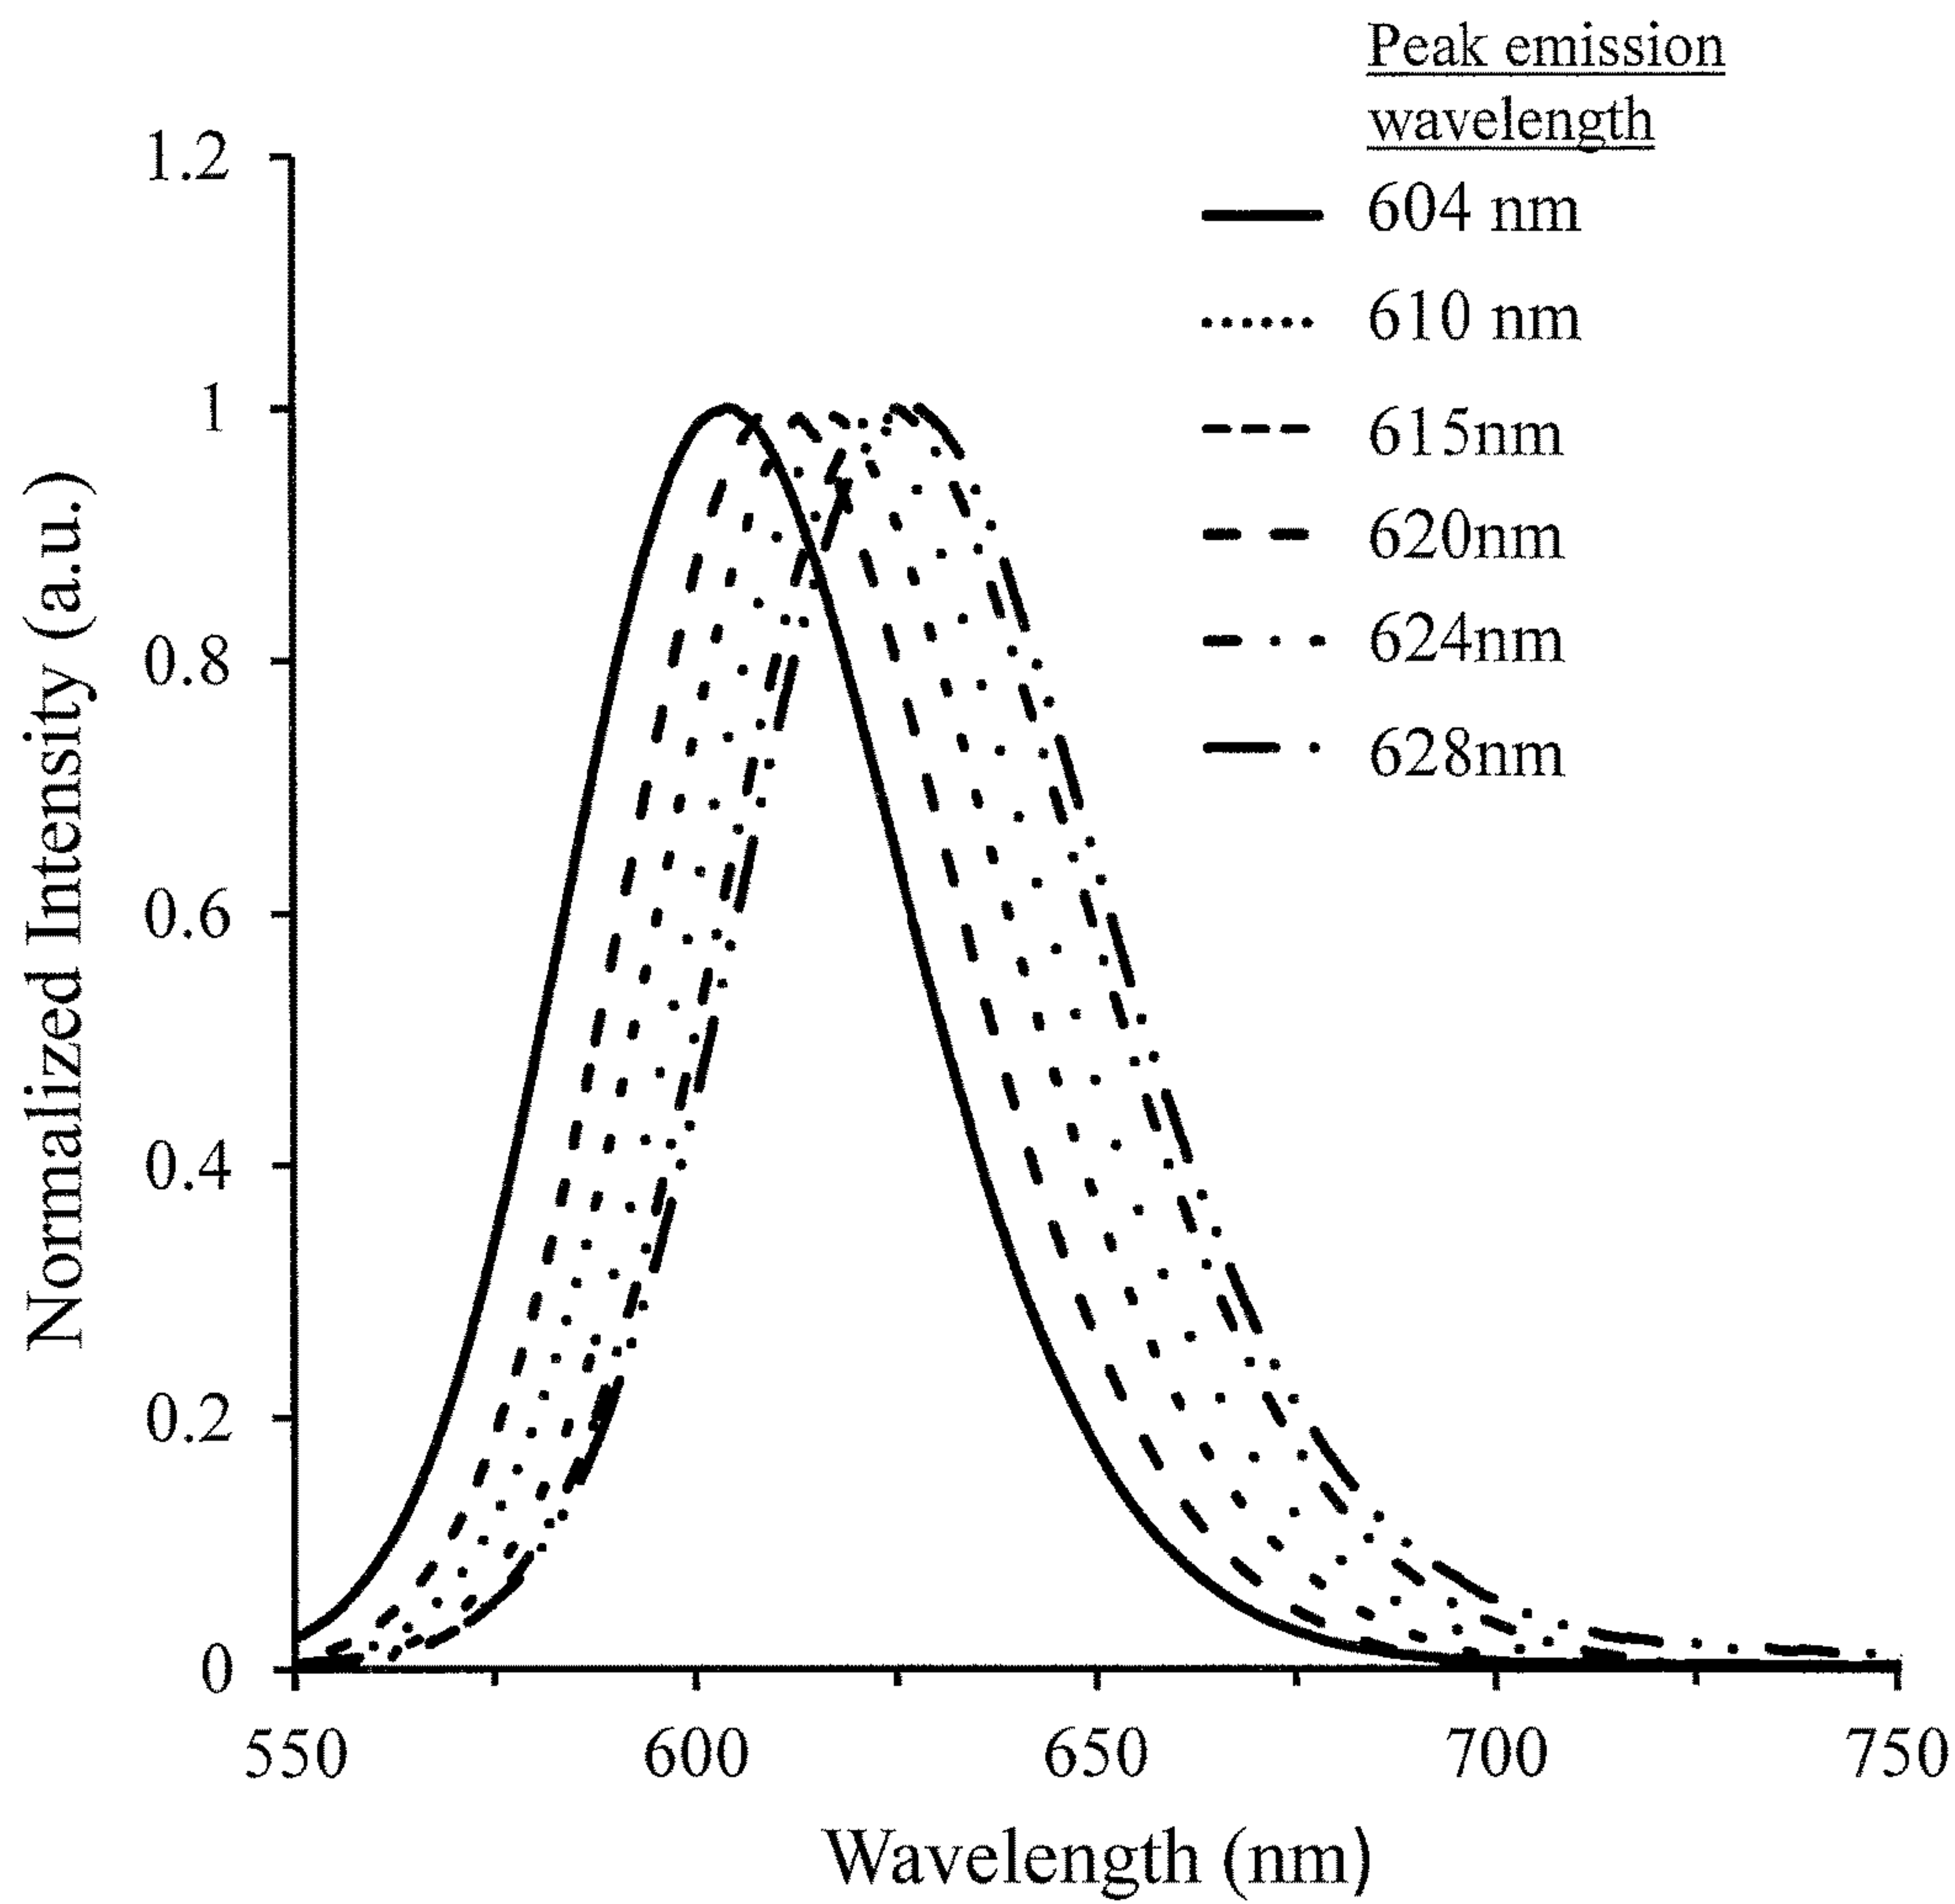 Peak emission
wavelength
604 nm
610 nm
615nm
620nm
624nm
628nm
Normalized Intensity (a.u.)
1.2
1
0.8
0.6
0.4
0.2
0
550
600
650
700
750
Wavelength (nm)